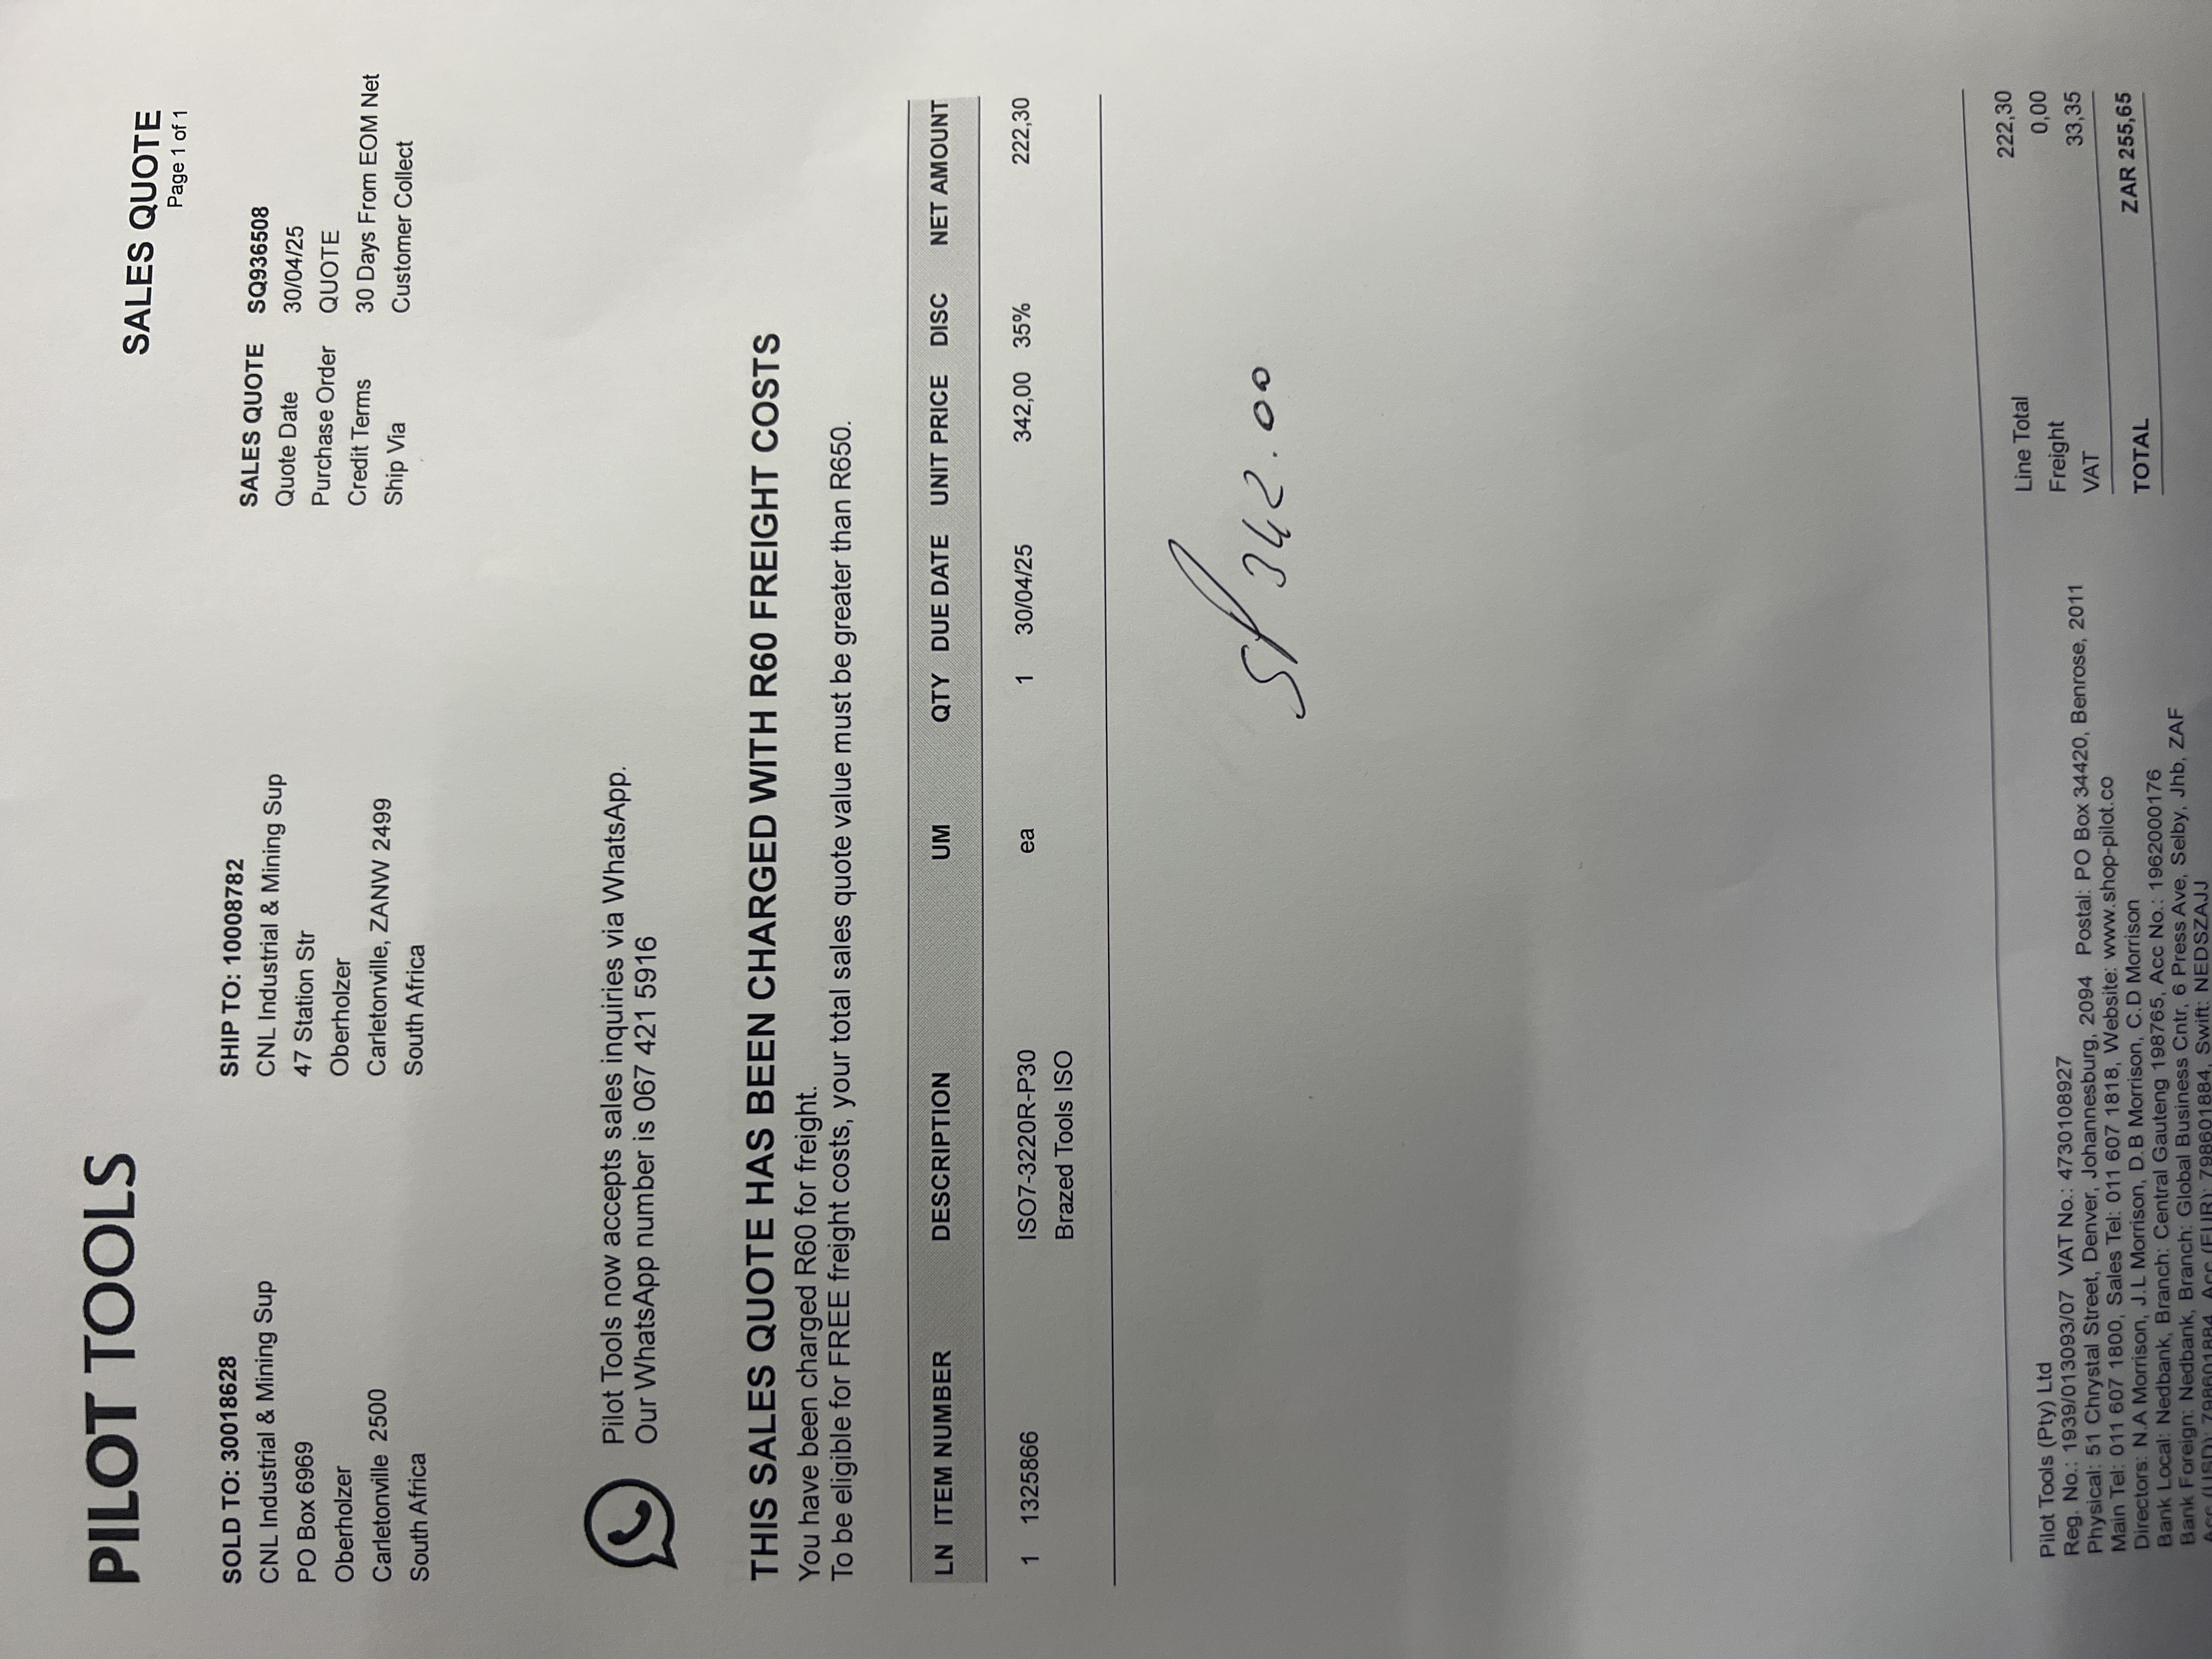 PILOT TOOLS
SALES QUOTE
Page 1 of 1
SOLD TO: 30018628
CNL Industrial & Mining Sup
PO Box 6969
Oberholzer
Carletonville 2500
South Africa
SHIP TO: 10008782
CNL Industrial & Mining Sup
47 Station Str
Oberholzer
Carletonville, ZANW 2499
South Africa
SALES QUOTE SQ936508
Quote Date 30/04/25
Purchase Order QUOTE
Credit Terms 30 Days From EOM Net
Ship Via Customer Collect
Pilot Tools now accepts sales inquiries via WhatsApp.
Our WhatsApp number is 067 421 5916
THIS SALES QUOTE HAS BEEN CHARGED WITH R60 FREIGHT COSTS
You have been charged R60 for freight.
To be eligible for FREE freight costs, your total sales quote value must be greater than R650.
LN ITEM NUMBER DESCRIPTION UM QTY DUE DATE UNIT PRICE DISC NET AMOUNT
1 1325866 ISO7-3220R-P30 ea 1 30/04/25 342,00 35% 222,30
Brazed Tools ISO
SP 342.00
Pilot Tools (Pty) Ltd
Reg. No.: 1939/013093/07 VAT No.: 4730108927
Physical: 51 Chrystal Street, Denver, Johannesburg, 2094 Postal: PO Box 34420, Benrose, 2011
Main Tel: 011 607 1800, Sales Tel: 011 607 1818, Website: www.shop-pilot.co
Directors: N.A Morrison, J.L Morrison, D.B Morrison, C.D Morrison
Bank Local: Nedbank, Branch: Central Gauteng 198765, Acc No.: 1962000176
Bank Foreign: Nedbank, Branch: Global Business Cntr, 6 Press Ave, Selby, Jhb, ZAF
Acc (USD): 798601884, Acc (EUR): 798601884, Swift: NEDSZAJJ
Line Total 222,30
Freight 0,00
VAT 33,35
TOTAL ZAR 255,65